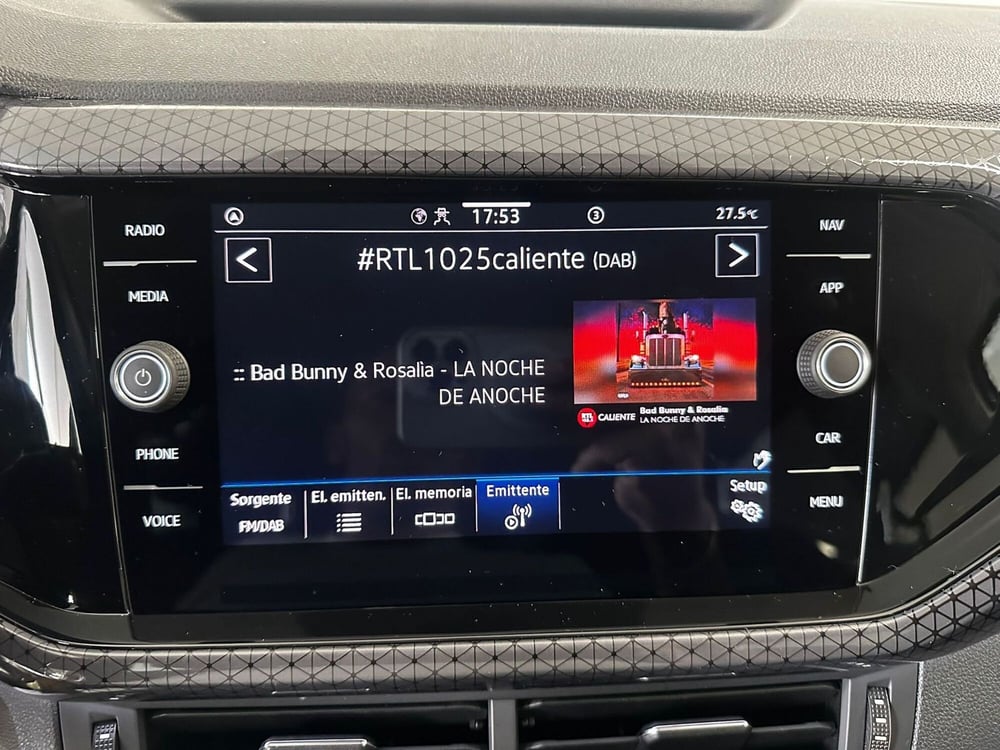 RADIO
MEDIA
PHONE
VOICE
17:53
3
27.5°C
<
#RTL1025caliente (DAB)
>
:: Bad Bunny & Rosalìa - LA NOCHE
DE ANOCHE
CALIENTE
Bad Bunny & Rosalìa
LA NOCHE DE ANOCHE
Sorgente
FM/DAB
El. emitten.
El. memoria
Emittente
Setup
NAV
APP
CAR
MENU